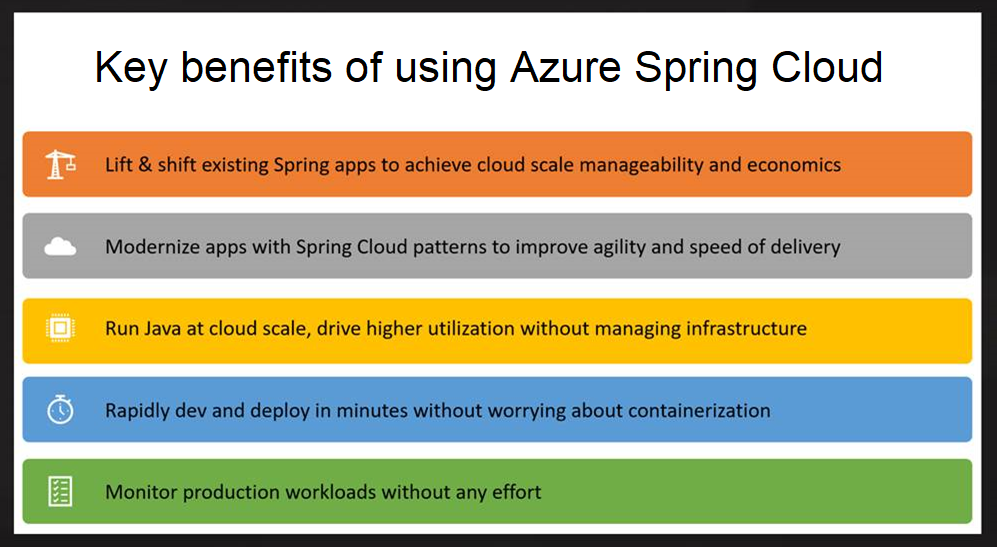 Key benefits of using Azure Spring Cloud
Lift & shift existing Spring apps to achieve cloud scale manageability and economics
Modernize apps with Spring Cloud patterns to improve agility and speed of delivery
Run Java at cloud scale, drive higher utilization without managing infrastructure
Rapidly dev and deploy in minutes without worrying about containerization
Monitor production workloads without any effort